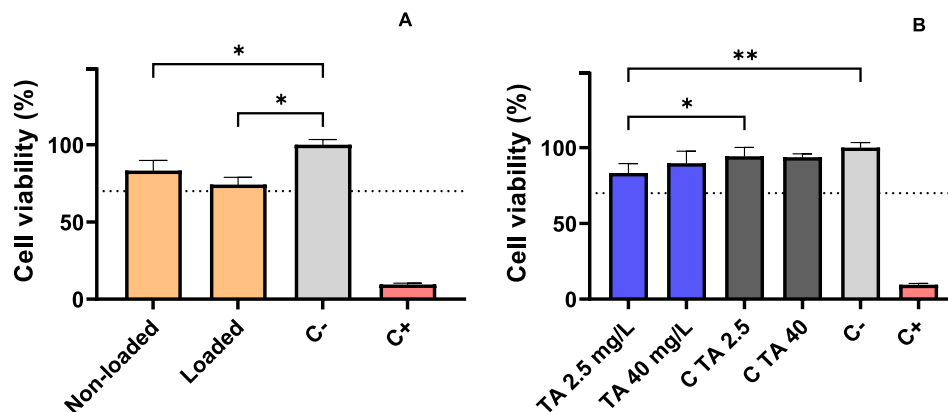 A
Cell viability (%)
100
50
0
*
*
Non-loaded
Loaded
C-
C+
B
Cell viability (%)
100
50
0
**
*
TA 2.5 mg/L
TA 40 mg/L
C TA 2.5
C TA 40
C-
C+